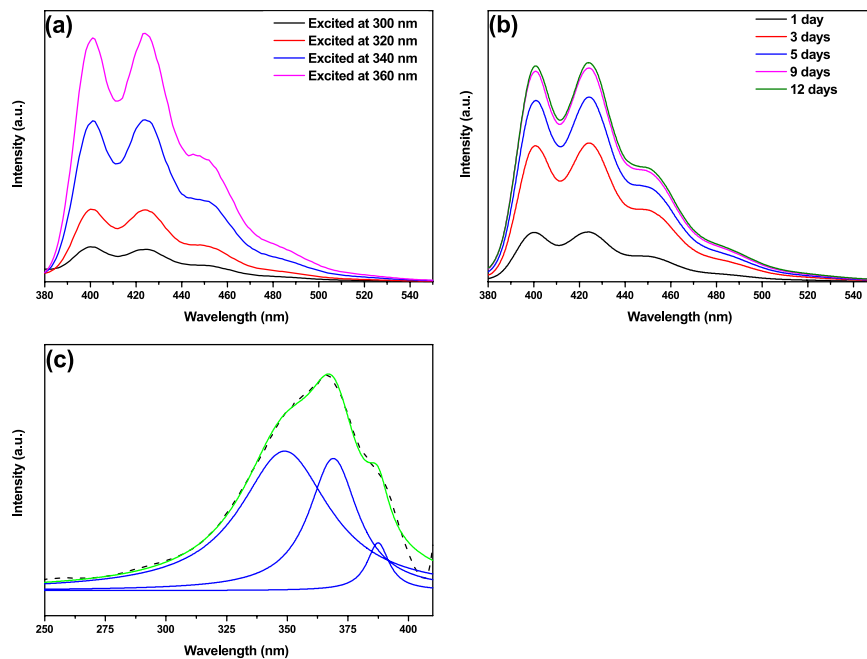 (a)
Excited at 300 nm
Excited at 320 nm
Excited at 340 nm
Excited at 360 nm
Intensity (a.u.)
380 400 420 440 460 480 500 520 540
Wavelength (nm)
(b)
1 day
3 days
5 days
9 days
12 days
Intensity (a.u.)
380 400 420 440 460 480 500 520 540
Wavelength (nm)
(c)
Intensity (a.u.)
250 275 300 325 350 375 400
Wavelength (nm)